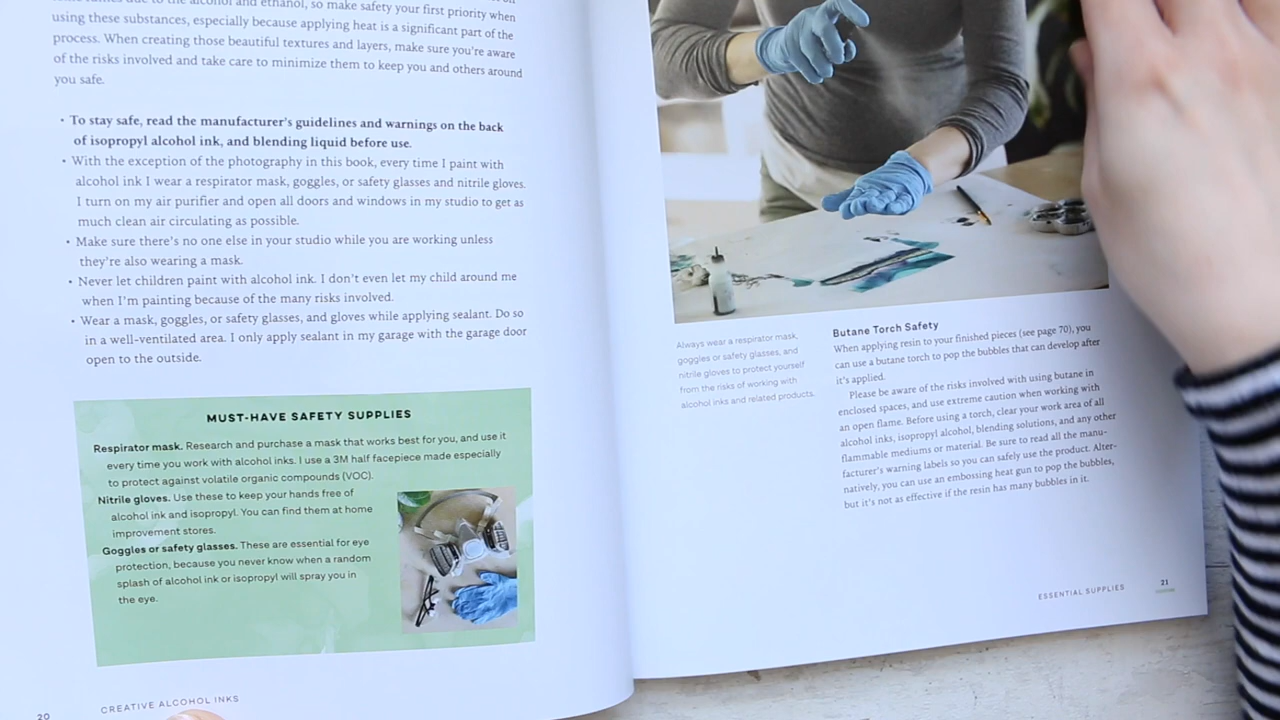 due to the alcohol and ethanol, so make safety your first priority when
using these substances, especially because applying heat is a significant part of the
process. When creating those beautiful textures and layers, make sure you're aware
of the risks involved and take care to minimize them to keep you and others around
you safe.
• To stay safe, read the manufacturer's guidelines and warnings on the back
of isopropyl alcohol ink, and blending liquid before use.
• With the exception of the photography in this book, every time I paint with
alcohol ink I wear a respirator mask, goggles, or safety glasses and nitrile gloves.
I turn on my air purifier and open all doors and windows in my studio to get as
much clean air circulating as possible.
• Make sure there's no one else in your studio while you are working unless
they're also wearing a mask.
• Never let children paint with alcohol ink. I don't even let my child around me
when I'm painting because of the many risks involved.
• Wear a mask, goggles, or safety glasses, and gloves while applying sealant. Do so
in a well-ventilated area. I only apply sealant in my garage with the garage door
open to the outside.
MUST-HAVE SAFETY SUPPLIES
Respirator mask. Research and purchase a mask that works best for you, and use it
every time you work with alcohol inks. I use a 3M half facepiece made especially
to protect against volatile organic compounds (VOC).
Nitrile gloves. Use these to keep your hands free of
alcohol ink and isopropyl. You can find them at home
improvement stores.
Goggles or safety glasses. These are essential for eye
protection, because you never know when a random
splash of alcohol ink or isopropyl will spray you in
the eye.
20 CREATIVE ALCOHOL INKS
Always wear a respirator mask,
goggles or safety glasses, and
nitrile gloves to protect yourself
from the risks of working with
alcohol inks and related products.
Butane Torch Safety
When applying resin to your finished pieces (see page 70), you
can use a butane torch to pop the bubbles that can develop after
it's applied.
Please be aware of the risks involved with using butane in
enclosed spaces, and use extreme caution when working with
an open flame. Before using a torch, clear your work area of all
alcohol inks, isopropyl alcohol, blending solutions, and any other
flammable mediums or material. Be sure to read all the manu-
facturer's warning labels so you can safely use the product. Alter-
natively, you can use an embossing heat gun to pop the bubbles,
but it's not as effective if the resin has many bubbles in it.
ESSENTIAL SUPPLIES 21